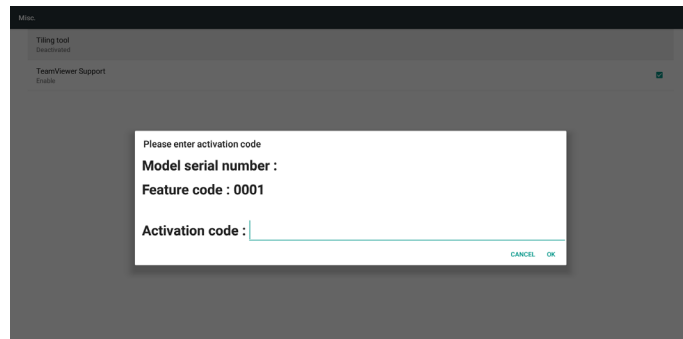 Misc.
Tiling tool
Deactivated
TeamViewer Support
Enable
Please enter activation code
Model serial number :
Feature code : 0001
Activation code :
CANCEL OK